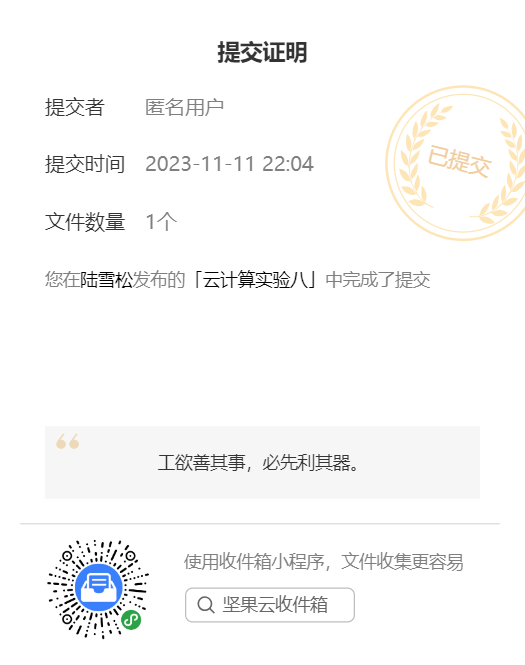 提交证明
提交者 匿名用户
提交时间 2023-11-11 22:04
已提交
文件数量 1个
您在陆雪松发布的「云计算实验八」中完成了提交
工欲善其事，必先利其器。
使用收件箱小程序，文件收集更容易
坚果云收件箱